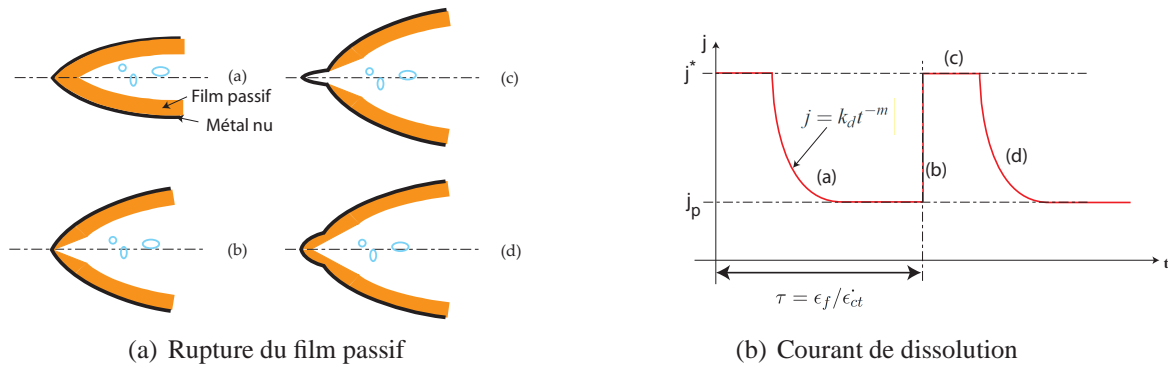 (a)
Film passif
Métal nu
(c)
(b)
(d)
(a) Rupture du film passif
j
j*
(c)
j = k_d t^{-m}
(a)
(b)
(d)
j_p
t
τ = ϵ_f/ϵ̇_ct
(b) Courant de dissolution